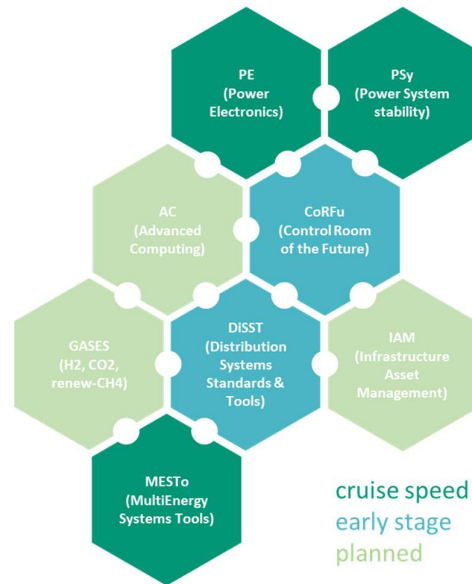 PE
(Power
Electronics)
PSy
(Power System
stability)
AC
(Advanced
Computing)
CoRFu
(Control Room
of the Future)
GASES
(H2, CO2,
renew-CH4)
DiSST
(Distribution
Systems
Standards &
Tools)
IAM
(Infrastructure
Asset
Management)
MESTo
(MultiEnergy
Systems Tools)
cruise speed
early stage
planned